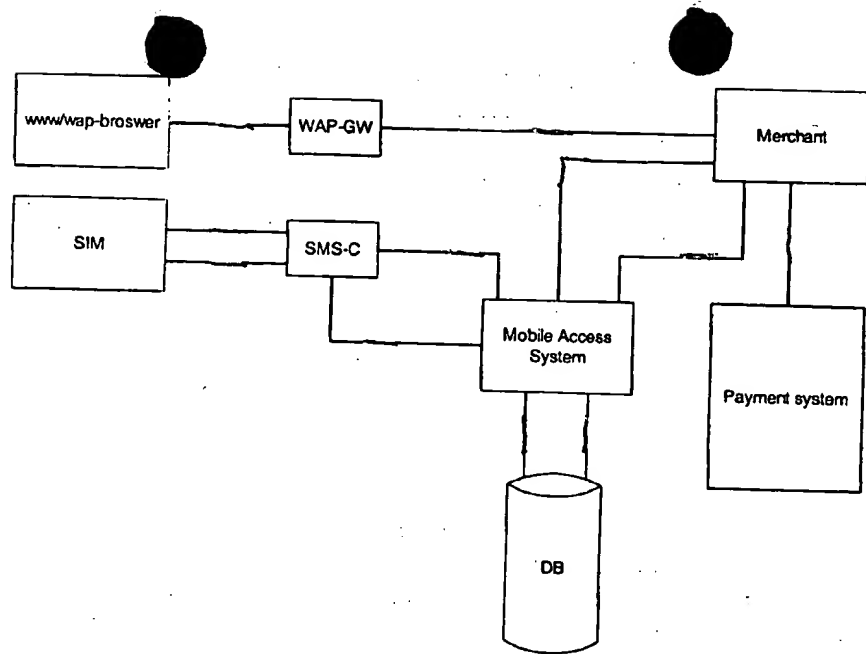 www/wap-broswer
WAP-GW
Merchant
SIM
SMS-C
Mobile Access
System
Payment system
DB